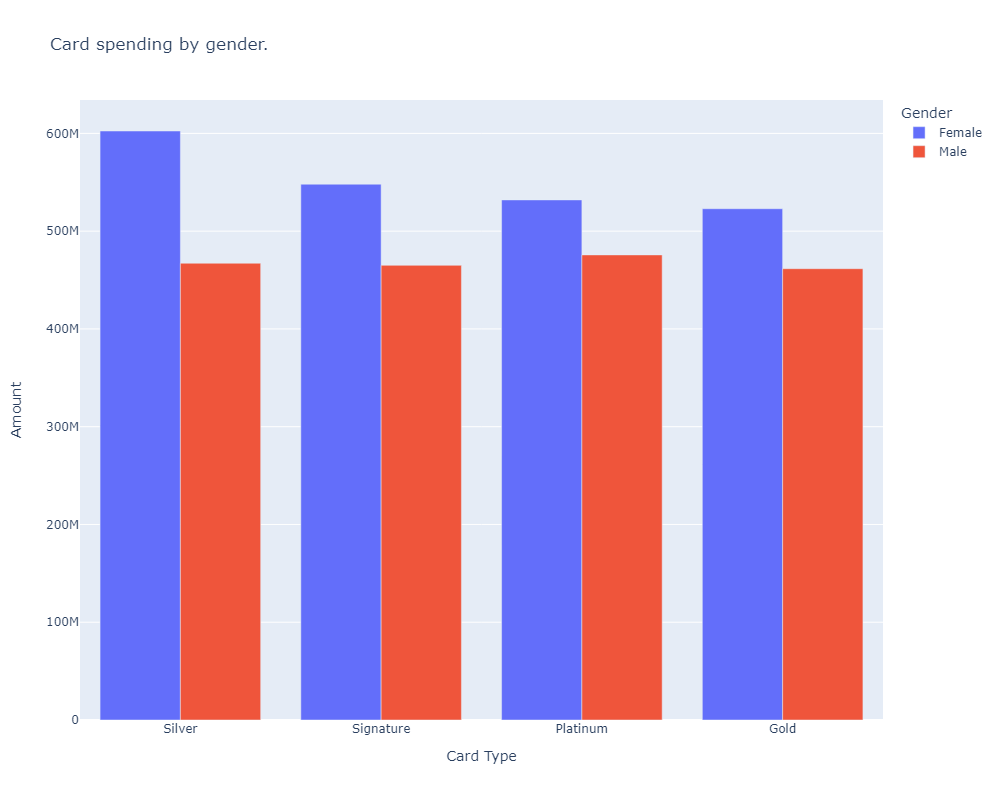 Card spending by gender.
Gender
Female
Male
600M
500M
400M
300M
200M
100M
0
Amount
Silver
Signature
Platinum
Gold
Card Type